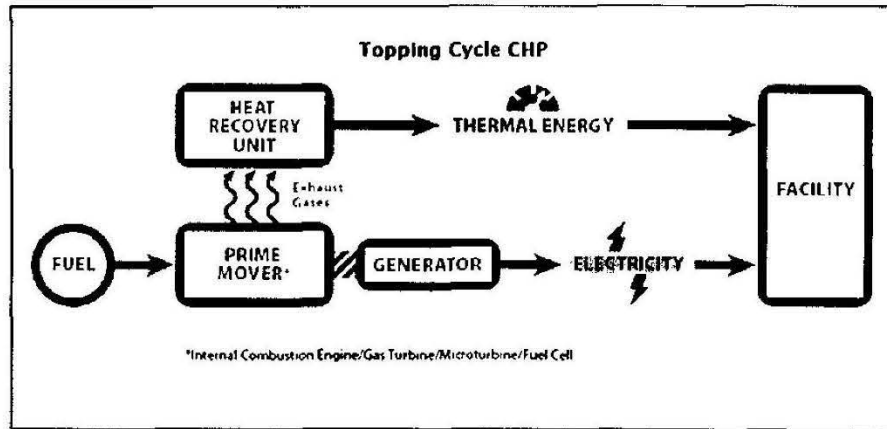 Topping Cycle CHP
HEAT
RECOVERY
UNIT
THERMAL ENERGY
Exhaust
Gases
FACILITY
FUEL
PRIME
MOVER*
GENERATOR
ELECTRICITY
*Internal Combustion Engine/Gas Turbine/Microturbine/Fuel Cell